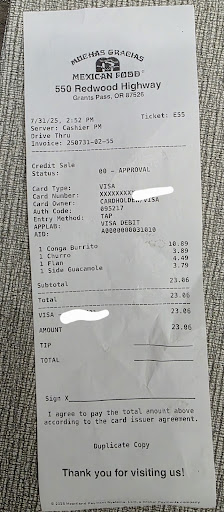 MUCHAS GRACIAS
MEXICAN FOOD
550 Redwood Highway
Grants Pass, OR 87526
7/31/25, 2:52 PM Ticket: E55
Server: Cashier PM
Drive Thru
Invoice: 250731-02-55
Credit Sale
Status: 00 - APPROVAL
Card Type: VISA
Card Number: XXXXXXXX
Card Owner: CARDHOLDER/VISA
Auth Code: 095217
Entry Method: TAP
APPLAB: VISA DEBIT
AID: A0000000031010
1 Conga Burrito 10.89
1 Churro 3.89
1 Flan 4.49
1 Side Guacamole 3.79
Subtotal 23.06
Total 23.06
VISA 23.06
AMOUNT 23.06
TIP
TOTAL
Sign X
I agree to pay the total amount above
according to the card issuer agreement.
Duplicate Copy
Thank you for visiting us!